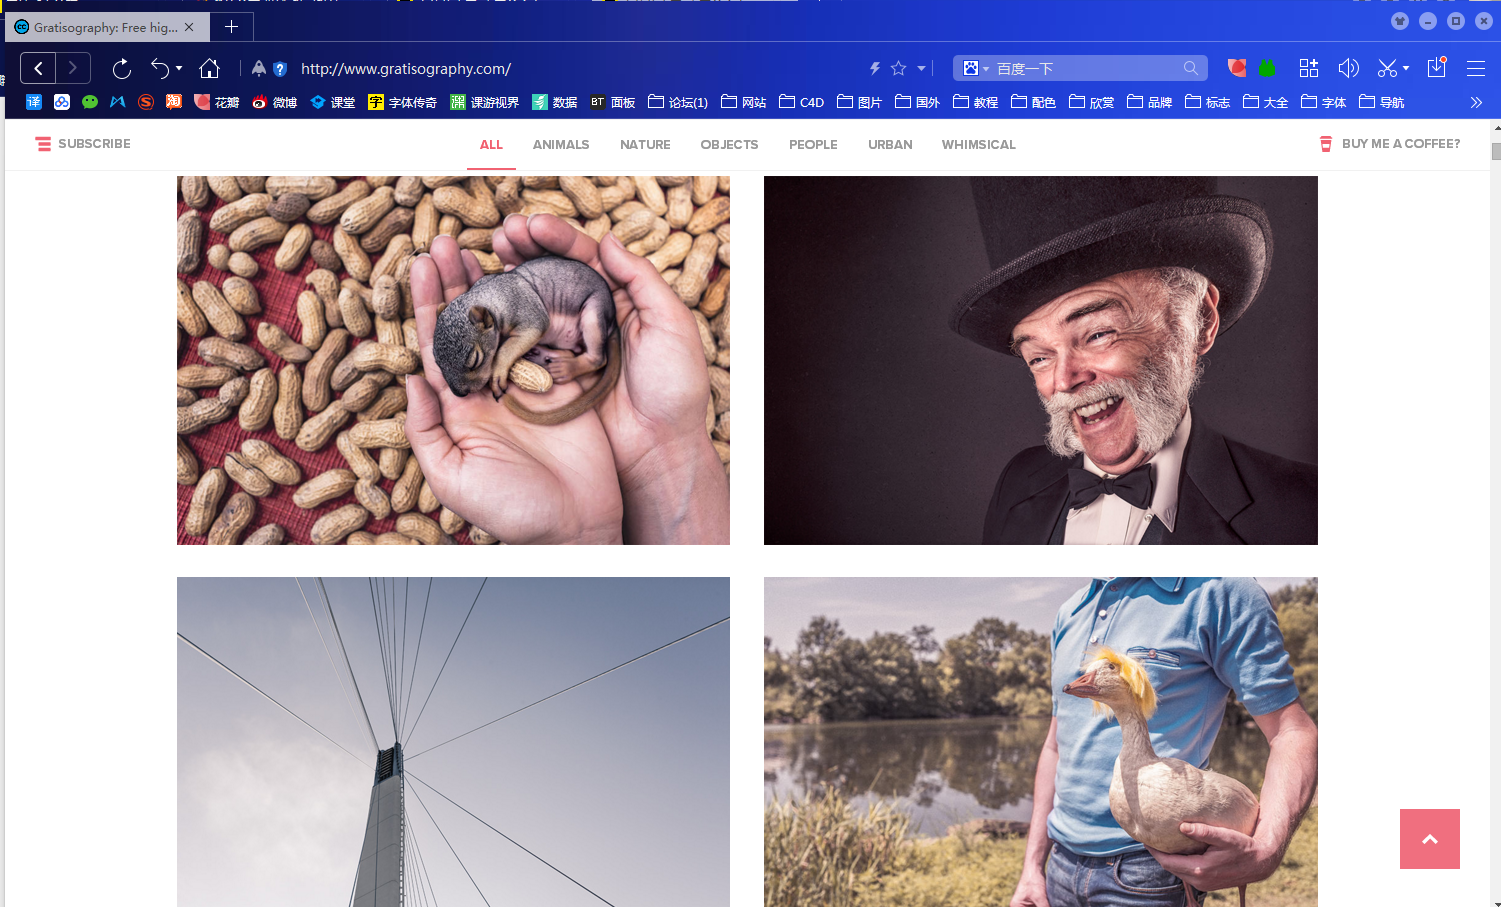 Gratisography: Free hig...
http://www.gratisography.com/
百度一下
译 花瓣 微博 课堂 字 字体传奇 课游视界 数据 BT 面板 论坛(1) 网站 C4D 图片 国外 教程 配色 欣赏 品牌 标志 大全 字体 导航
SUBSCRIBE ALL ANIMALS NATURE OBJECTS PEOPLE URBAN WHIMSICAL BUY ME A COFFEE?